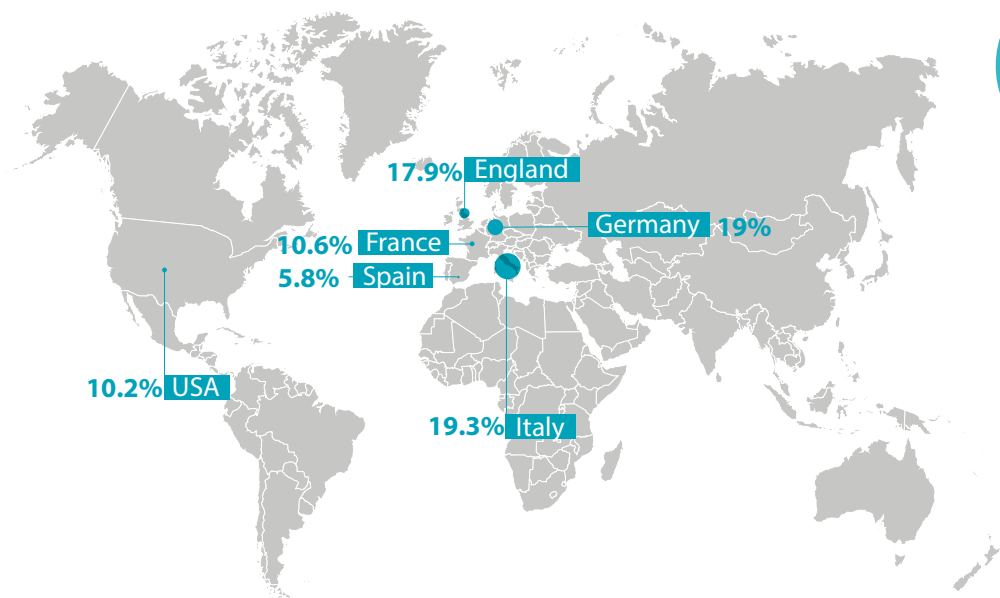 17.9% England
Germany 19%
10.6% France
5.8% Spain
10.2% USA
19.3% Italy